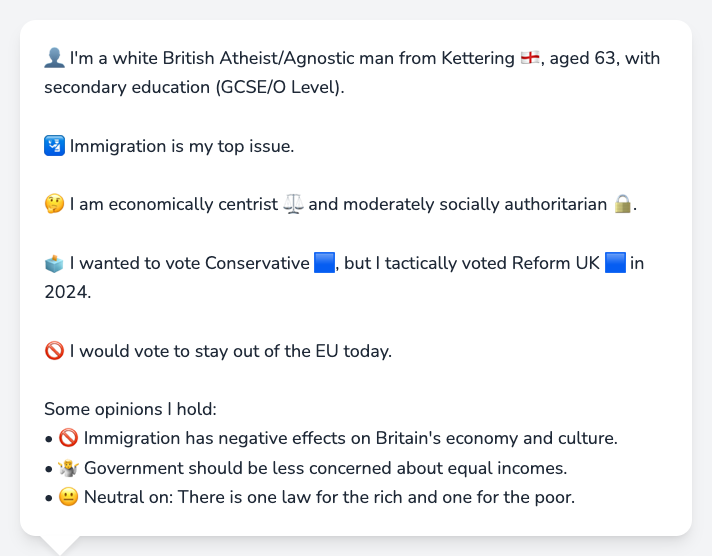 👤 I'm a white British Atheist/Agnostic man from Kettering 🏴󠁧󠁢󠁥󠁮󠁧󠁿, aged 63, with
secondary education (GCSE/O Level).
🛂 Immigration is my top issue.
🤔 I am economically centrist ⚖️ and moderately socially authoritarian 🔒.
🗳️ I wanted to vote Conservative 🟦, but I tactically voted Reform UK 🟦 in
2024.
🚫 I would vote to stay out of the EU today.
Some opinions I hold:
• 🚫 Immigration has negative effects on Britain's economy and culture.
• 🤷 Government should be less concerned about equal incomes.
• 😐 Neutral on: There is one law for the rich and one for the poor.